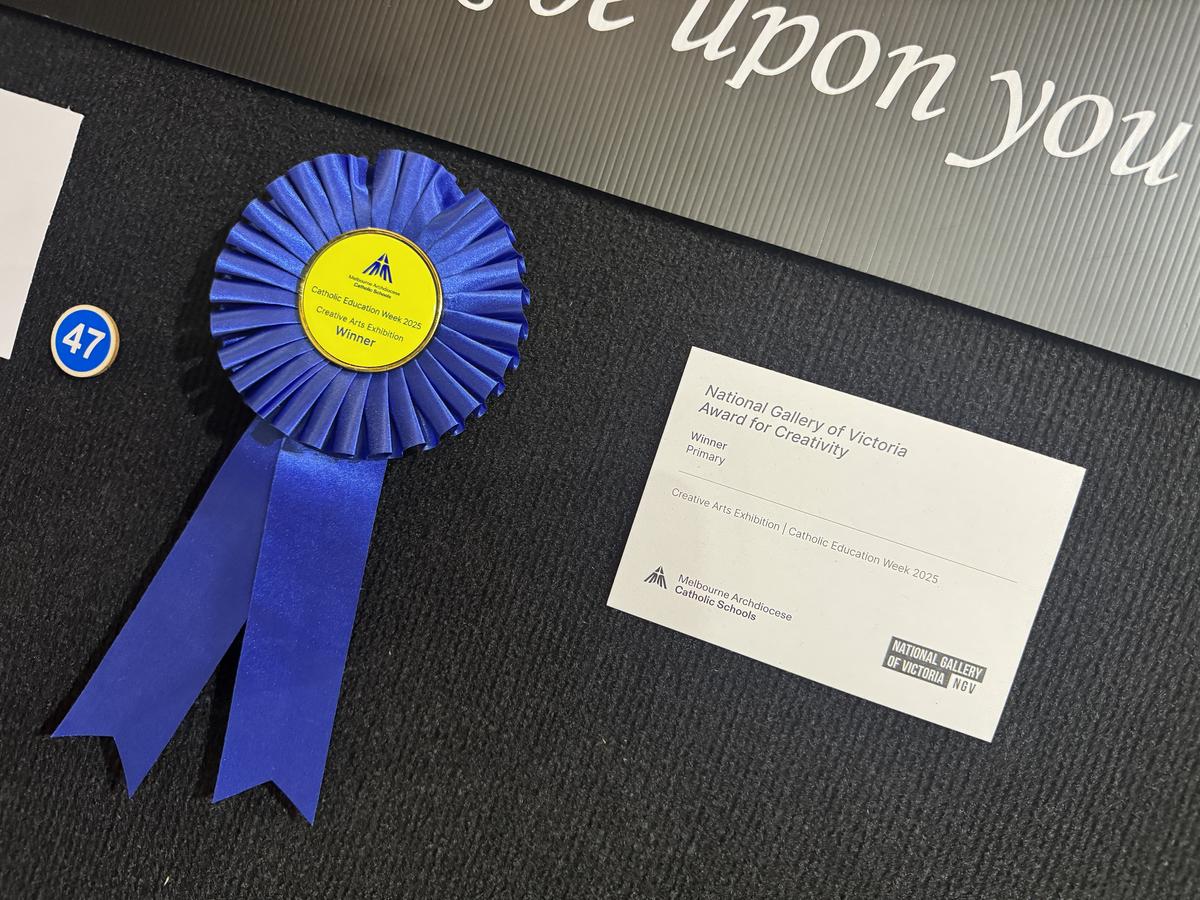 be upon you
47
Melbourne Archdiocese
Catholic Schools
Catholic Education Week 2025
Creative Arts Exhibition
Winner
National Gallery of Victoria
Award for Creativity
Winner
Primary
Creative Arts Exhibition | Catholic Education Week 2025
Melbourne Archdiocese
Catholic Schools
NATIONAL GALLERY
OF VICTORIA NGV